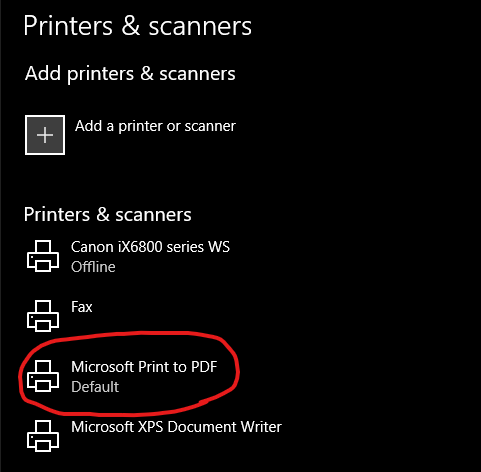 Printers & scanners
Add printers & scanners
Add a printer or scanner
Printers & scanners
Canon iX6800 series WS
Offline
Fax
Microsoft Print to PDF
Default
Microsoft XPS Document Writer